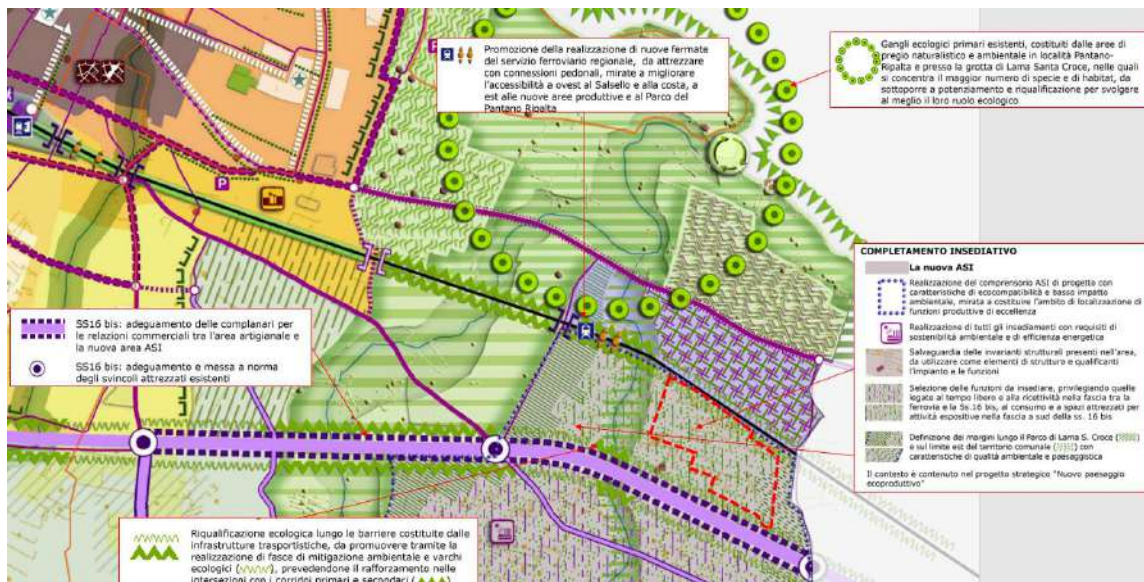 Promozione della realizzazione di nuove fermate
del servizio ferroviario regionale, da attrezzare
con connessioni pedonali, mirate a migliorare
l'accessibilità a ovest al Salsello e alla costa, a
est alle nuove aree produttive e al Parco del
Pantano Ripalta
Gangli ecologici primari esistenti, costituiti dalle aree di
pregio naturalistico e ambientale in località Pantano-
Ripalta e presso la grotta di Lama Santa Croce, nelle quali
si concentra il maggior numero di specie e di habitat, da
sottoporre a potenziamento e riqualificazione per svolgere
al meglio il loro ruolo ecologico
P
P
COMPLETAMENTO INSEDIATIVO
La nuova ASI
Realizzazione del comprensorio ASI di progetto con
caratteristiche di ecocompatibilità e basso impatto
ambientale, mirata a costituire l'ambito di localizzazione di
funzioni produttive di eccellenza
Realizzazione di tutti gli insediamenti con requisiti di
sostenibilità ambientale e di efficienza energetica
Salvaguardia delle invarianti strutturali presenti nell'area,
da utilizzare come elementi di struttura e qualificanti
l'impianto e le funzioni
Selezione delle funzioni da insediare, privilegiando quelle
legate al tempo libero e alla ricettività nella fascia tra la
ferrovia e la Ss.16 bis, al consumo e a spazi attrezzati per
attività espositive nella fascia a sud della ss. 16 bis
Definizione dei margini lungo il Parco di Lama S. Croce ( )
e sul limite est del territorio comunale ( ) con
caratteristiche di qualità ambientale e paesaggistica
Il contesto è contenuto nel progetto strategico "Nuovo paesaggio
ecoproduttivo"
SS16 bis: adeguamento delle complanari per
le relazioni commerciali tra l'area artigianale e
la nuova area ASI
SS16 bis: adeguamento e messa a norma
degli svincoli attrezzati esistenti
Riqualificazione ecologica lungo le barriere costituite dalle
infrastrutture trasportistiche, da promuovere tramite la
realizzazione di fasce di mitigazione ambientale e varchi
ecologici ( ), prevedendone il rafforzamento nelle
intersezioni con i corridoi primari e secondari ( )